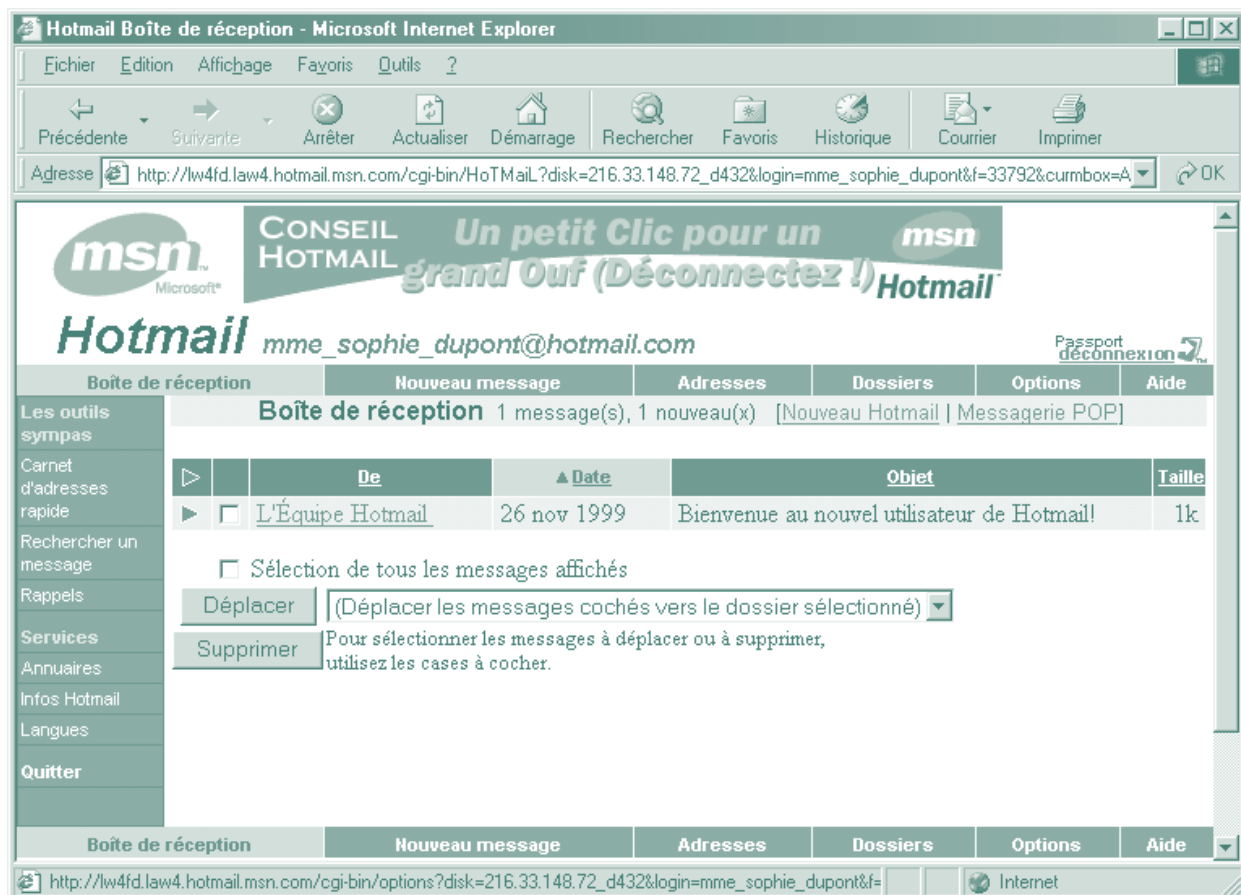 Hotmail Boîte de réception - Microsoft Internet Explorer
Fichier Edition Affichage Favoris Outils ?
Précédente Suivante Arrêter Actualiser Démarrage Rechercher Favoris Historique Courrier Imprimer
Adresse http://lw4fd.law4.hotmail.msn.com/cgi-bin/HoTMaiL?disk=216.33.148.72_d432&login=mme_sophie_dupont&f=33792&curmbox=A OK
msn TM
Microsoft®
CONSEIL
HOTMAIL
Un petit Clic pour un
grand Ouf (Déconnectez !)
msn
Hotmail
Hotmail mme_sophie_dupont@hotmail.com
Passport
déconnexion
Boîte de réception Nouveau message Adresses Dossiers Options Aide
Les outils
sympas
Carnet
d'adresses
rapide
Rechercher un
message
Rappels
Services
Annuaires
Infos Hotmail
Langues
Quitter
Boîte de réception 1 message(s), 1 nouveau(x) [Nouveau Hotmail | Messagerie POP]
De Date Objet Taille
L'Équipe Hotmail 26 nov 1999 Bienvenue au nouvel utilisateur de Hotmail! 1k
Sélection de tous les messages affichés
Déplacer (Déplacer les messages cochés vers le dossier sélectionné)
Supprimer
Pour sélectionner les messages à déplacer ou à supprimer,
utilisez les cases à cocher.
Boîte de réception Nouveau message Adresses Dossiers Options Aide
http://lw4fd.law4.hotmail.msn.com/cgi-bin/options?disk=216.33.148.72_d432&login=mme_sophie_dupont&f= Internet